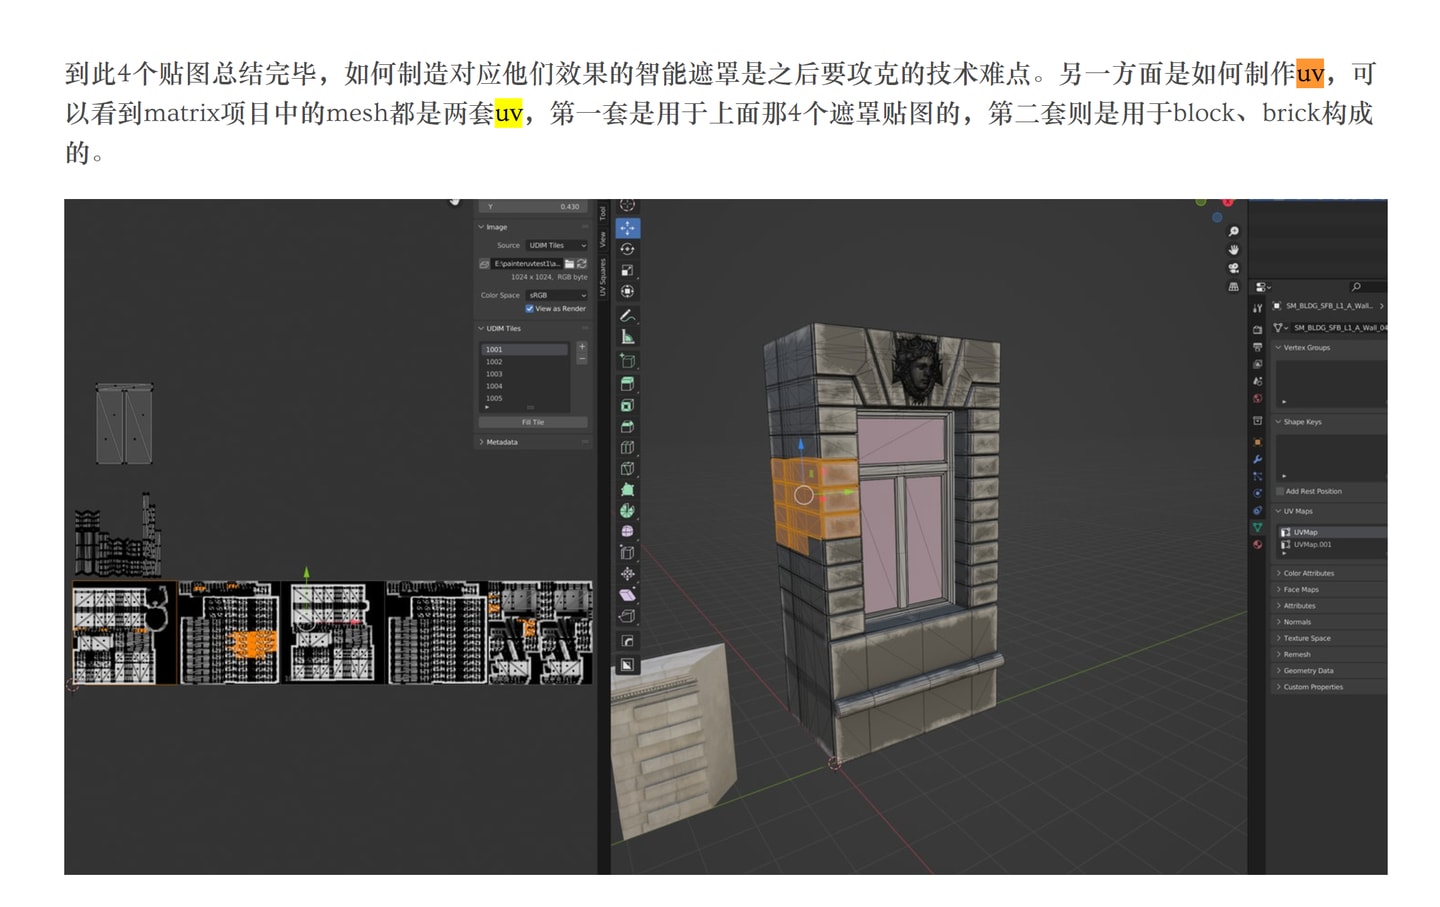 到此4个贴图总结完毕，如何制造对应他们效果的智能遮罩是之后要攻克的技术难点。另一方面是如何制作uv，可
以看到matrix项目中的mesh都是两套uv，第一套是用于上面那4个遮罩贴图的，第二套则是用于block、brick构成
的。
Y 0.430
Image
Source UDIM Tiles
E:\painteruvtest1\a...
1024 x 1024, RGB byte
Color Space sRGB
View as Render
UDIM Tiles
1001
1002
1003
1004
1005
Fill Tile
Metadata
Tool
View
UV Squares
X
SM_BLDG_SFB_L1_A_Wall...
SM_BLDG_SFB_L1_A_Wall_04
Vertex Groups
Shape Keys
Add Rest Position
UV Maps
UVMap
UVMap.001
Color Attributes
Face Maps
Attributes
Normals
Texture Space
Remesh
Geometry Data
Custom Properties